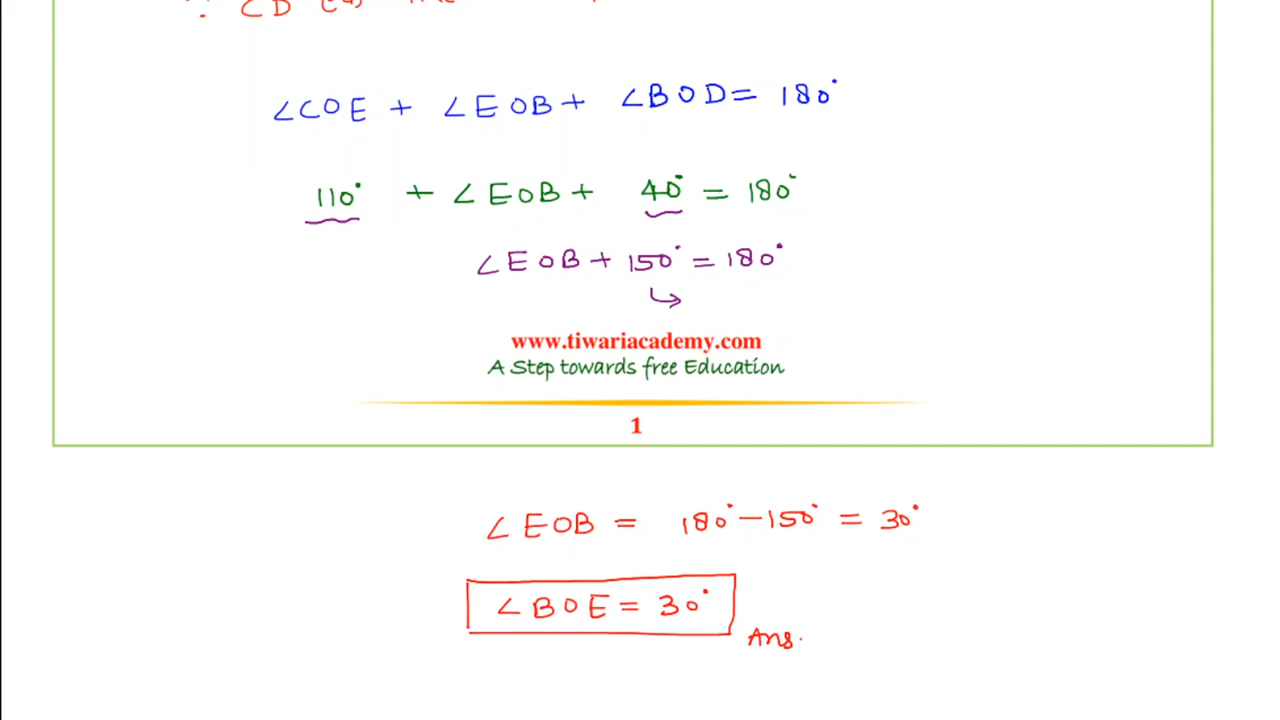 ∵ CD
∠COE + ∠EOB + ∠BOD = 180°
110° + ∠EOB + 40° = 180°
∠EOB + 150° = 180°
www.tiwariacademy.com
A Step towards free Education
1
∠EOB = 180° - 150° = 30°
∠BOE = 30°
Ans.